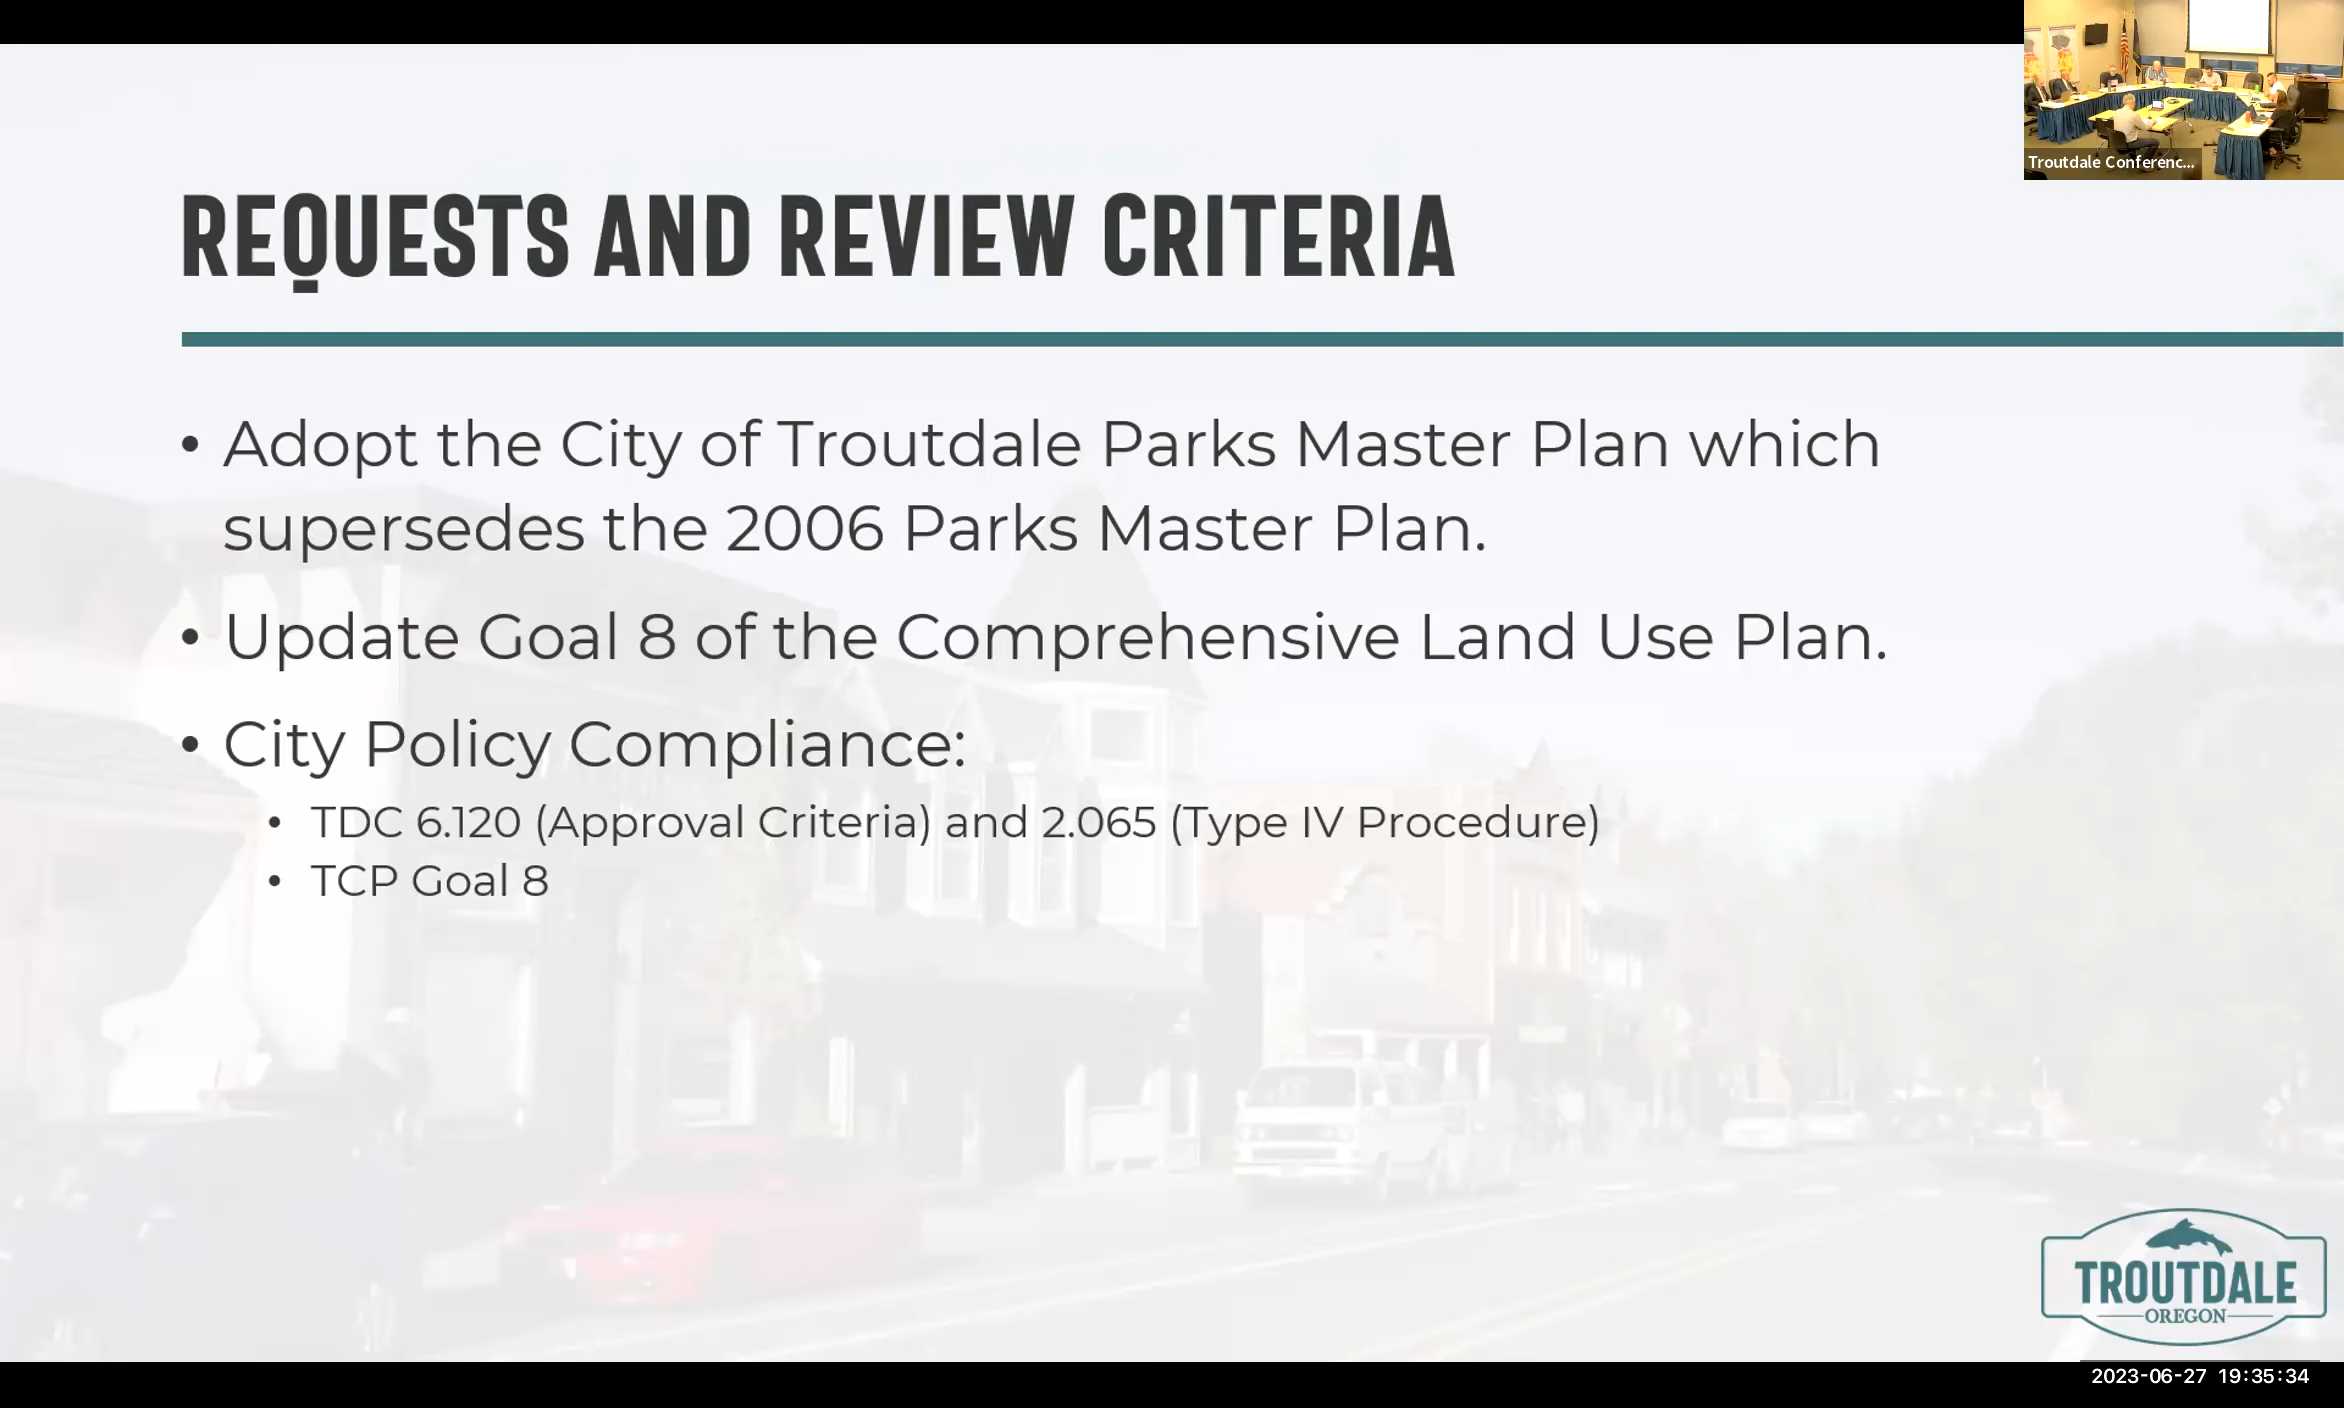 Troutdale Conferenc...
REQUESTS AND REVIEW CRITERIA
• Adopt the City of Troutdale Parks Master Plan which
supersedes the 2006 Parks Master Plan.
• Update Goal 8 of the Comprehensive Land Use Plan.
• City Policy Compliance:
• TDC 6.120 (Approval Criteria) and 2.065 (Type IV Procedure)
• TCP Goal 8
TROUTDALE
OREGON
2023-06-27 19:35:34